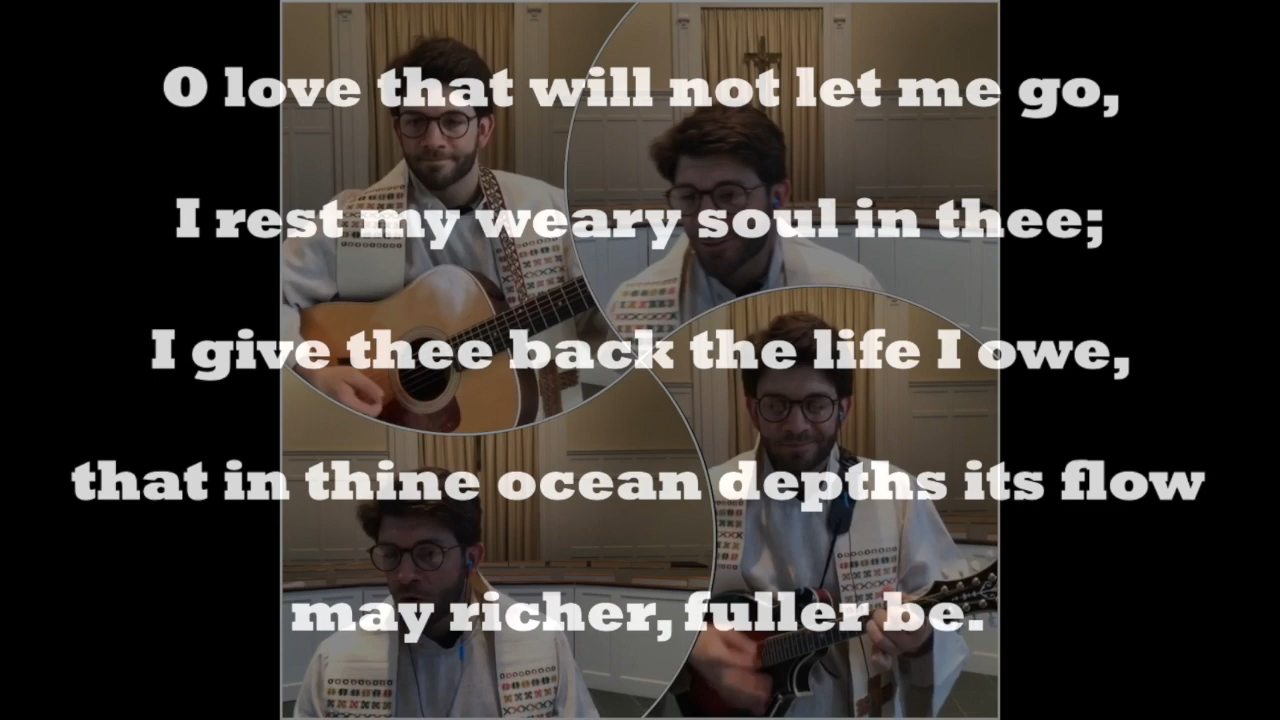 O love that will not let me go,
I rest my weary soul in thee;
I give thee back the life I owe,
that in thine ocean depths its flow
may richer, fuller be.